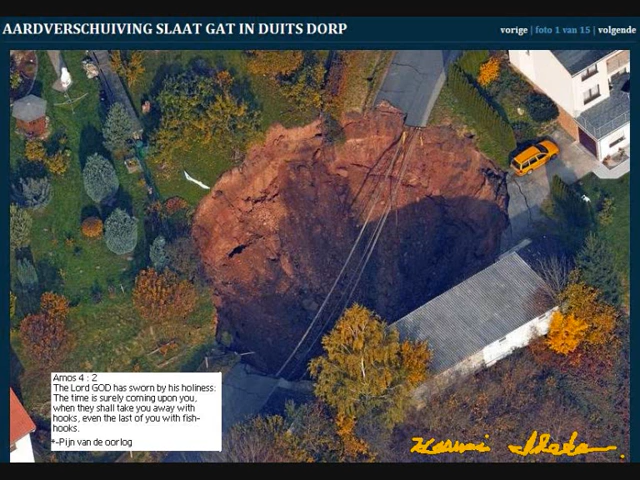 AARDVERSCHUIVING SLAAT GAT IN DUITS DORP
vorige | foto 1 van 15 | volgende
Amos 4 : 2
The Lord GOD has sworn by his holiness:
The time is surely coming upon you,
when they shall take you away with
hooks, even the last of you with fish-
hooks.
*-Pijn van de oorlog